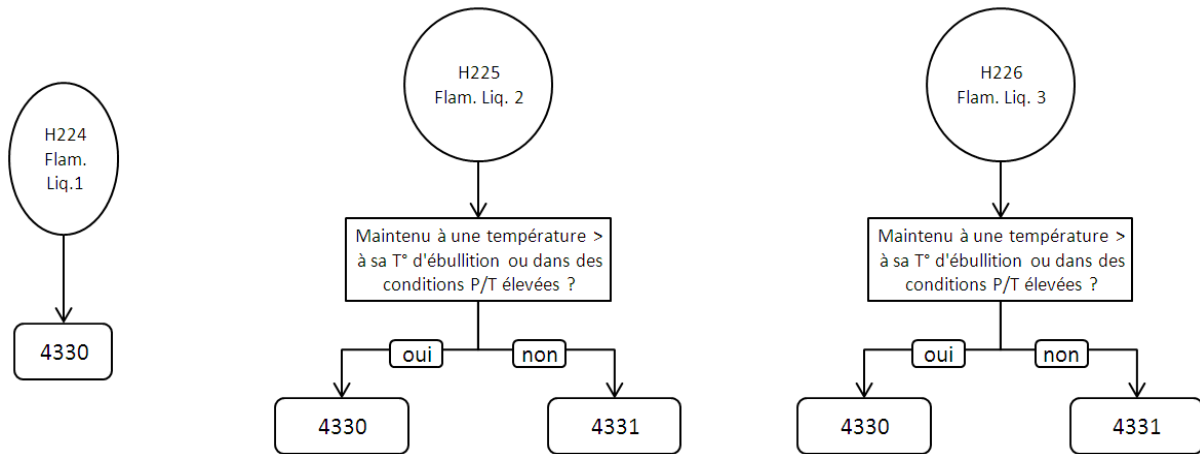 H224
Flam.
Liq.1
4330
H225
Flam. Liq. 2
Maintenu à une température >
à sa T° d'ébullition ou dans des
conditions P/T élevées ?
oui
non
4330
4331
H226
Flam. Liq. 3
Maintenu à une température >
à sa T° d'ébullition ou dans des
conditions P/T élevées ?
oui
non
4330
4331